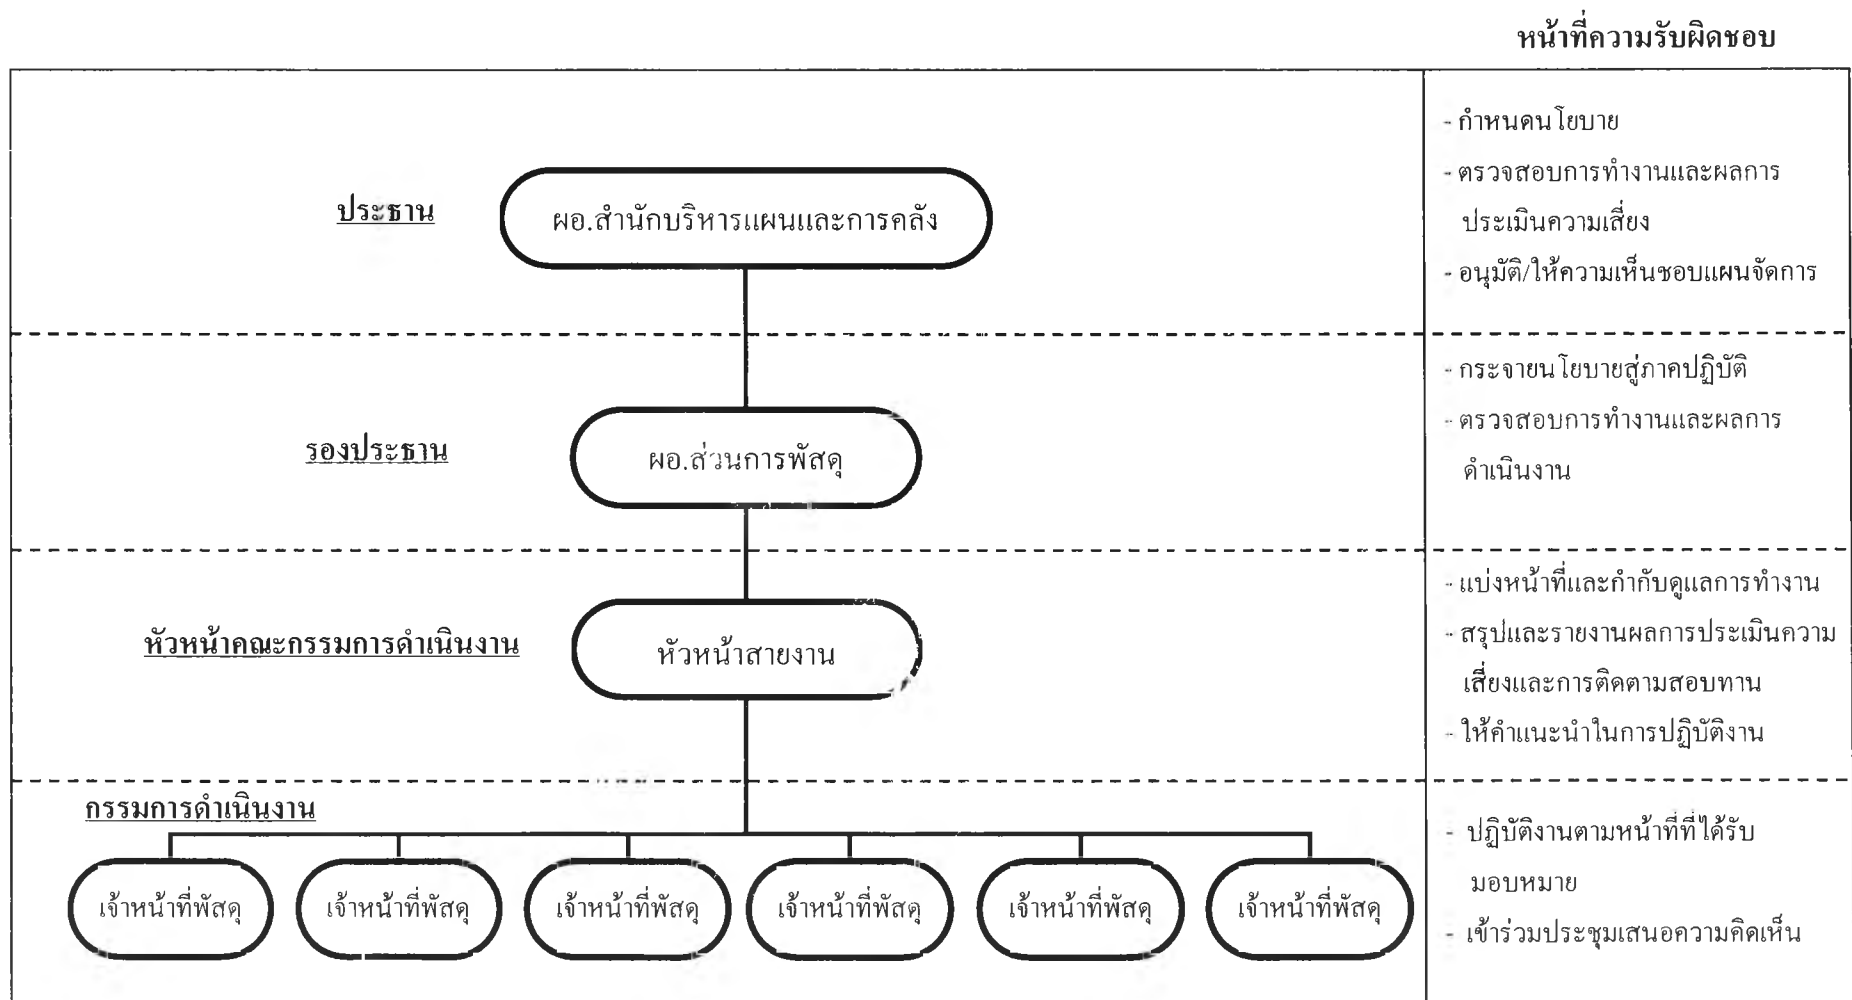 หน้าที่ความรับผิดชอบ
ประธาน
ผอ.สำนักบริหารแผนและการคลัง
- กำหนดนโยบาย
- ตรวจสอบการทำงานและผลการ
ประเมินความเสี่ยง
- อนุมัติ/ให้ความเห็นชอบแผนจัดการ
รองประธาน
ผอ.ส่วนการพัสดุ
- กระจายนโยบายสู่ภาคปฏิบัติ
- ตรวจสอบการทำงานและผลการ
ดำเนินงาน
หัวหน้าคณะกรรมการดำเนินงาน
หัวหน้าสายงาน
- แบ่งหน้าที่และกำกับดูแลการทำงาน
- สรุปและรายงานผลการประเมินความ
เสี่ยงและการติดตามสอบทาน
- ให้คำแนะนำในการปฏิบัติงาน
กรรมการดำเนินงาน
เจ้าหน้าที่พัสดุ
เจ้าหน้าที่พัสดุ
เจ้าหน้าที่พัสดุ
เจ้าหน้าที่พัสดุ
เจ้าหน้าที่พัสดุ
เจ้าหน้าที่พัสดุ
- ปฏิบัติงานตามหน้าที่ที่ได้รับ
มอบหมาย
- เข้าร่วมประชุมเสนอความคิดเห็น